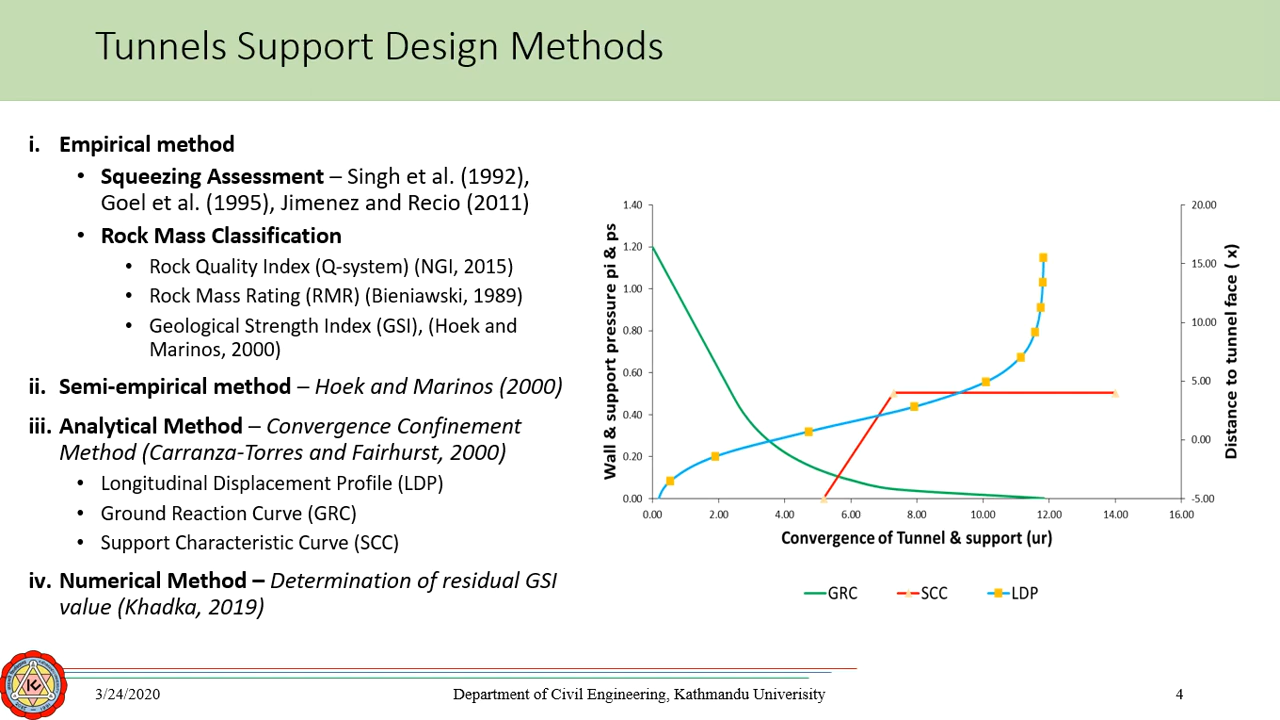 Tunnels Support Design Methods
i. Empirical method
• Squeezing Assessment – Singh et al. (1992),
Goel et al. (1995), Jimenez and Recio (2011)
• Rock Mass Classification
• Rock Quality Index (Q-system) (NGI, 2015)
• Rock Mass Rating (RMR) (Bieniawski, 1989)
• Geological Strength Index (GSI), (Hoek and
Marinos, 2000)
ii. Semi-empirical method – Hoek and Marinos (2000)
iii. Analytical Method – Convergence Confinement
Method (Carranza-Torres and Fairhurst, 2000)
• Longitudinal Displacement Profile (LDP)
• Ground Reaction Curve (GRC)
• Support Characteristic Curve (SCC)
iv. Numerical Method – Determination of residual GSI
value (Khadka, 2019)
Wall & support pressure pi & ps
1.40
1.20
1.00
0.80
0.60
0.40
0.20
0.00
20.00
15.00
10.00
5.00
0.00
-5.00
Distance to tunnel face ( x)
0.00 2.00 4.00 6.00 8.00 10.00 12.00 14.00 16.00
Convergence of Tunnel & support (ur)
GRC SCC LDP
3/24/2020
Department of Civil Engineering, Kathmandu Univerisity
4